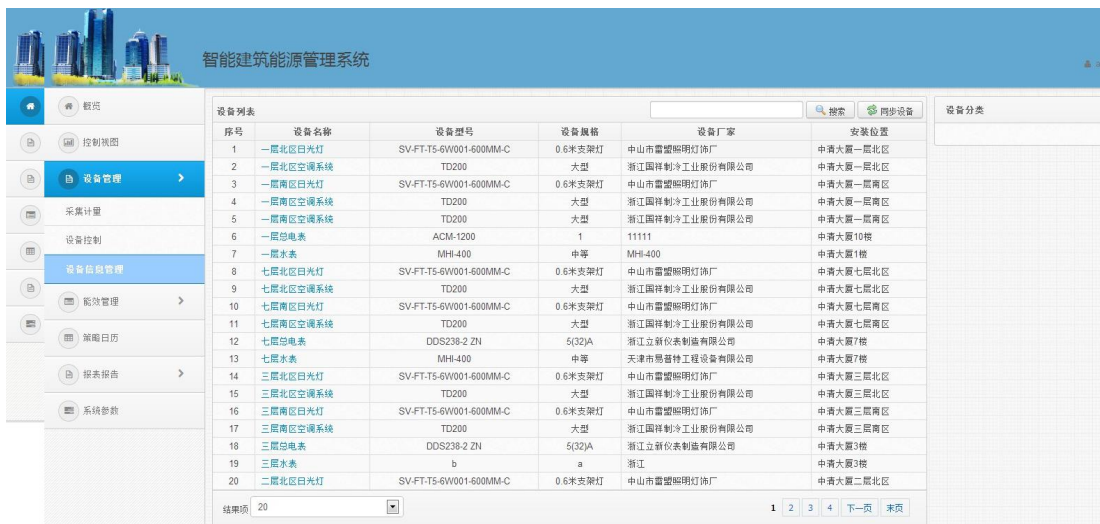 智能建筑能源管理系统
概览
控制视图
设备管理
采集计量
设备控制
设备信息管理
能效管理
策略日历
报表报告
系统参数
设备列表 搜索 同步设备
序号 设备名称 设备型号 设备规格 设备厂家 安装位置
1 一层北区日光灯 SV-FT-T5-6W001-600MM-C 0.6米支架灯 中山市雷盟照明灯饰厂 中青大厦一层北区
2 一层北区空调系统 TD200 大型 浙江国祥制冷工业股份有限公司 中青大厦一层北区
3 一层南区日光灯 SV-FT-T5-6W001-600MM-C 0.6米支架灯 中山市雷盟照明灯饰厂 中青大厦一层南区
4 一层南区空调系统 TD200 大型 浙江国祥制冷工业股份有限公司 中青大厦一层南区
5 一层南区空调系统 TD200 大型 浙江国祥制冷工业股份有限公司 中青大厦一层南区
6 一层总电表 ACM-1200 1 11111 中青大厦10楼
7 一层水表 MHI-400 中等 MHI-400 中青大厦1楼
8 七层北区日光灯 SV-FT-T5-6W001-600MM-C 0.6米支架灯 中山市雷盟照明灯饰厂 中青大厦七层北区
9 七层北区空调系统 TD200 大型 浙江国祥制冷工业股份有限公司 中青大厦七层北区
10 七层南区日光灯 SV-FT-T5-6W001-600MM-C 0.6米支架灯 中山市雷盟照明灯饰厂 中青大厦七层南区
11 七层南区空调系统 TD200 大型 浙江国祥制冷工业股份有限公司 中青大厦七层南区
12 七层总电表 DDS238-2 ZN 5(32)A 浙江立新仪表制造有限公司 中青大厦7楼
13 七层水表 MHI-400 中等 天津市易普特工程设备有限公司 中青大厦7楼
14 三层北区日光灯 SV-FT-T5-6W001-600MM-C 0.6米支架灯 中山市雷盟照明灯饰厂 中青大厦三层北区
15 三层北区空调系统 TD200 大型 浙江国祥制冷工业股份有限公司 中青大厦三层北区
16 三层南区日光灯 SV-FT-T5-6W001-600MM-C 0.6米支架灯 中山市雷盟照明灯饰厂 中青大厦三层南区
17 三层南区空调系统 TD200 大型 浙江国祥制冷工业股份有限公司 中青大厦三层南区
18 三层总电表 DDS238-2 ZN 5(32)A 浙江立新仪表制造有限公司 中青大厦3楼
19 三层水表 b a 浙江 中青大厦3楼
20 二层北区日光灯 SV-FT-T5-6W001-600MM-C 0.6米支架灯 中山市雷盟照明灯饰厂 中青大厦二层北区
结果项 20 1 2 3 4 下一页 末页
设备分类